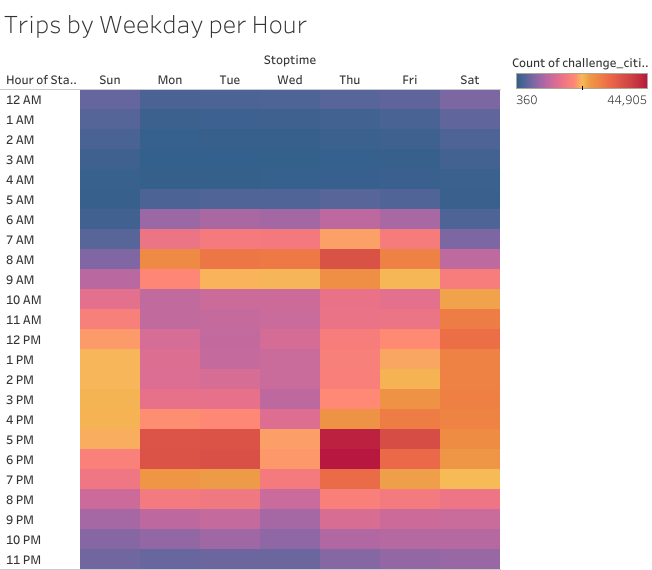 Trips by Weekday per Hour
Stoptime
Hour of Sta.. Sun Mon Tue Wed Thu Fri Sat
12 AM
1 AM
2 AM
3 AM
4 AM
5 AM
6 AM
7 AM
8 AM
9 AM
10 AM
11 AM
12 PM
1 PM
2 PM
3 PM
4 PM
5 PM
6 PM
7 PM
8 PM
9 PM
10 PM
11 PM
Count of challenge_citi..
360 44,905